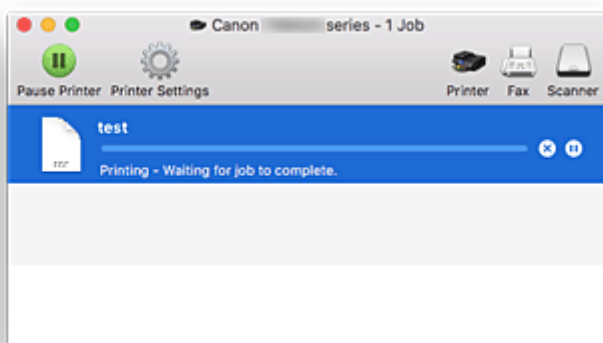 Canon series - 1 Job
Pause Printer Printer Settings Printer Fax Scanner
test
Printing - Waiting for job to complete.